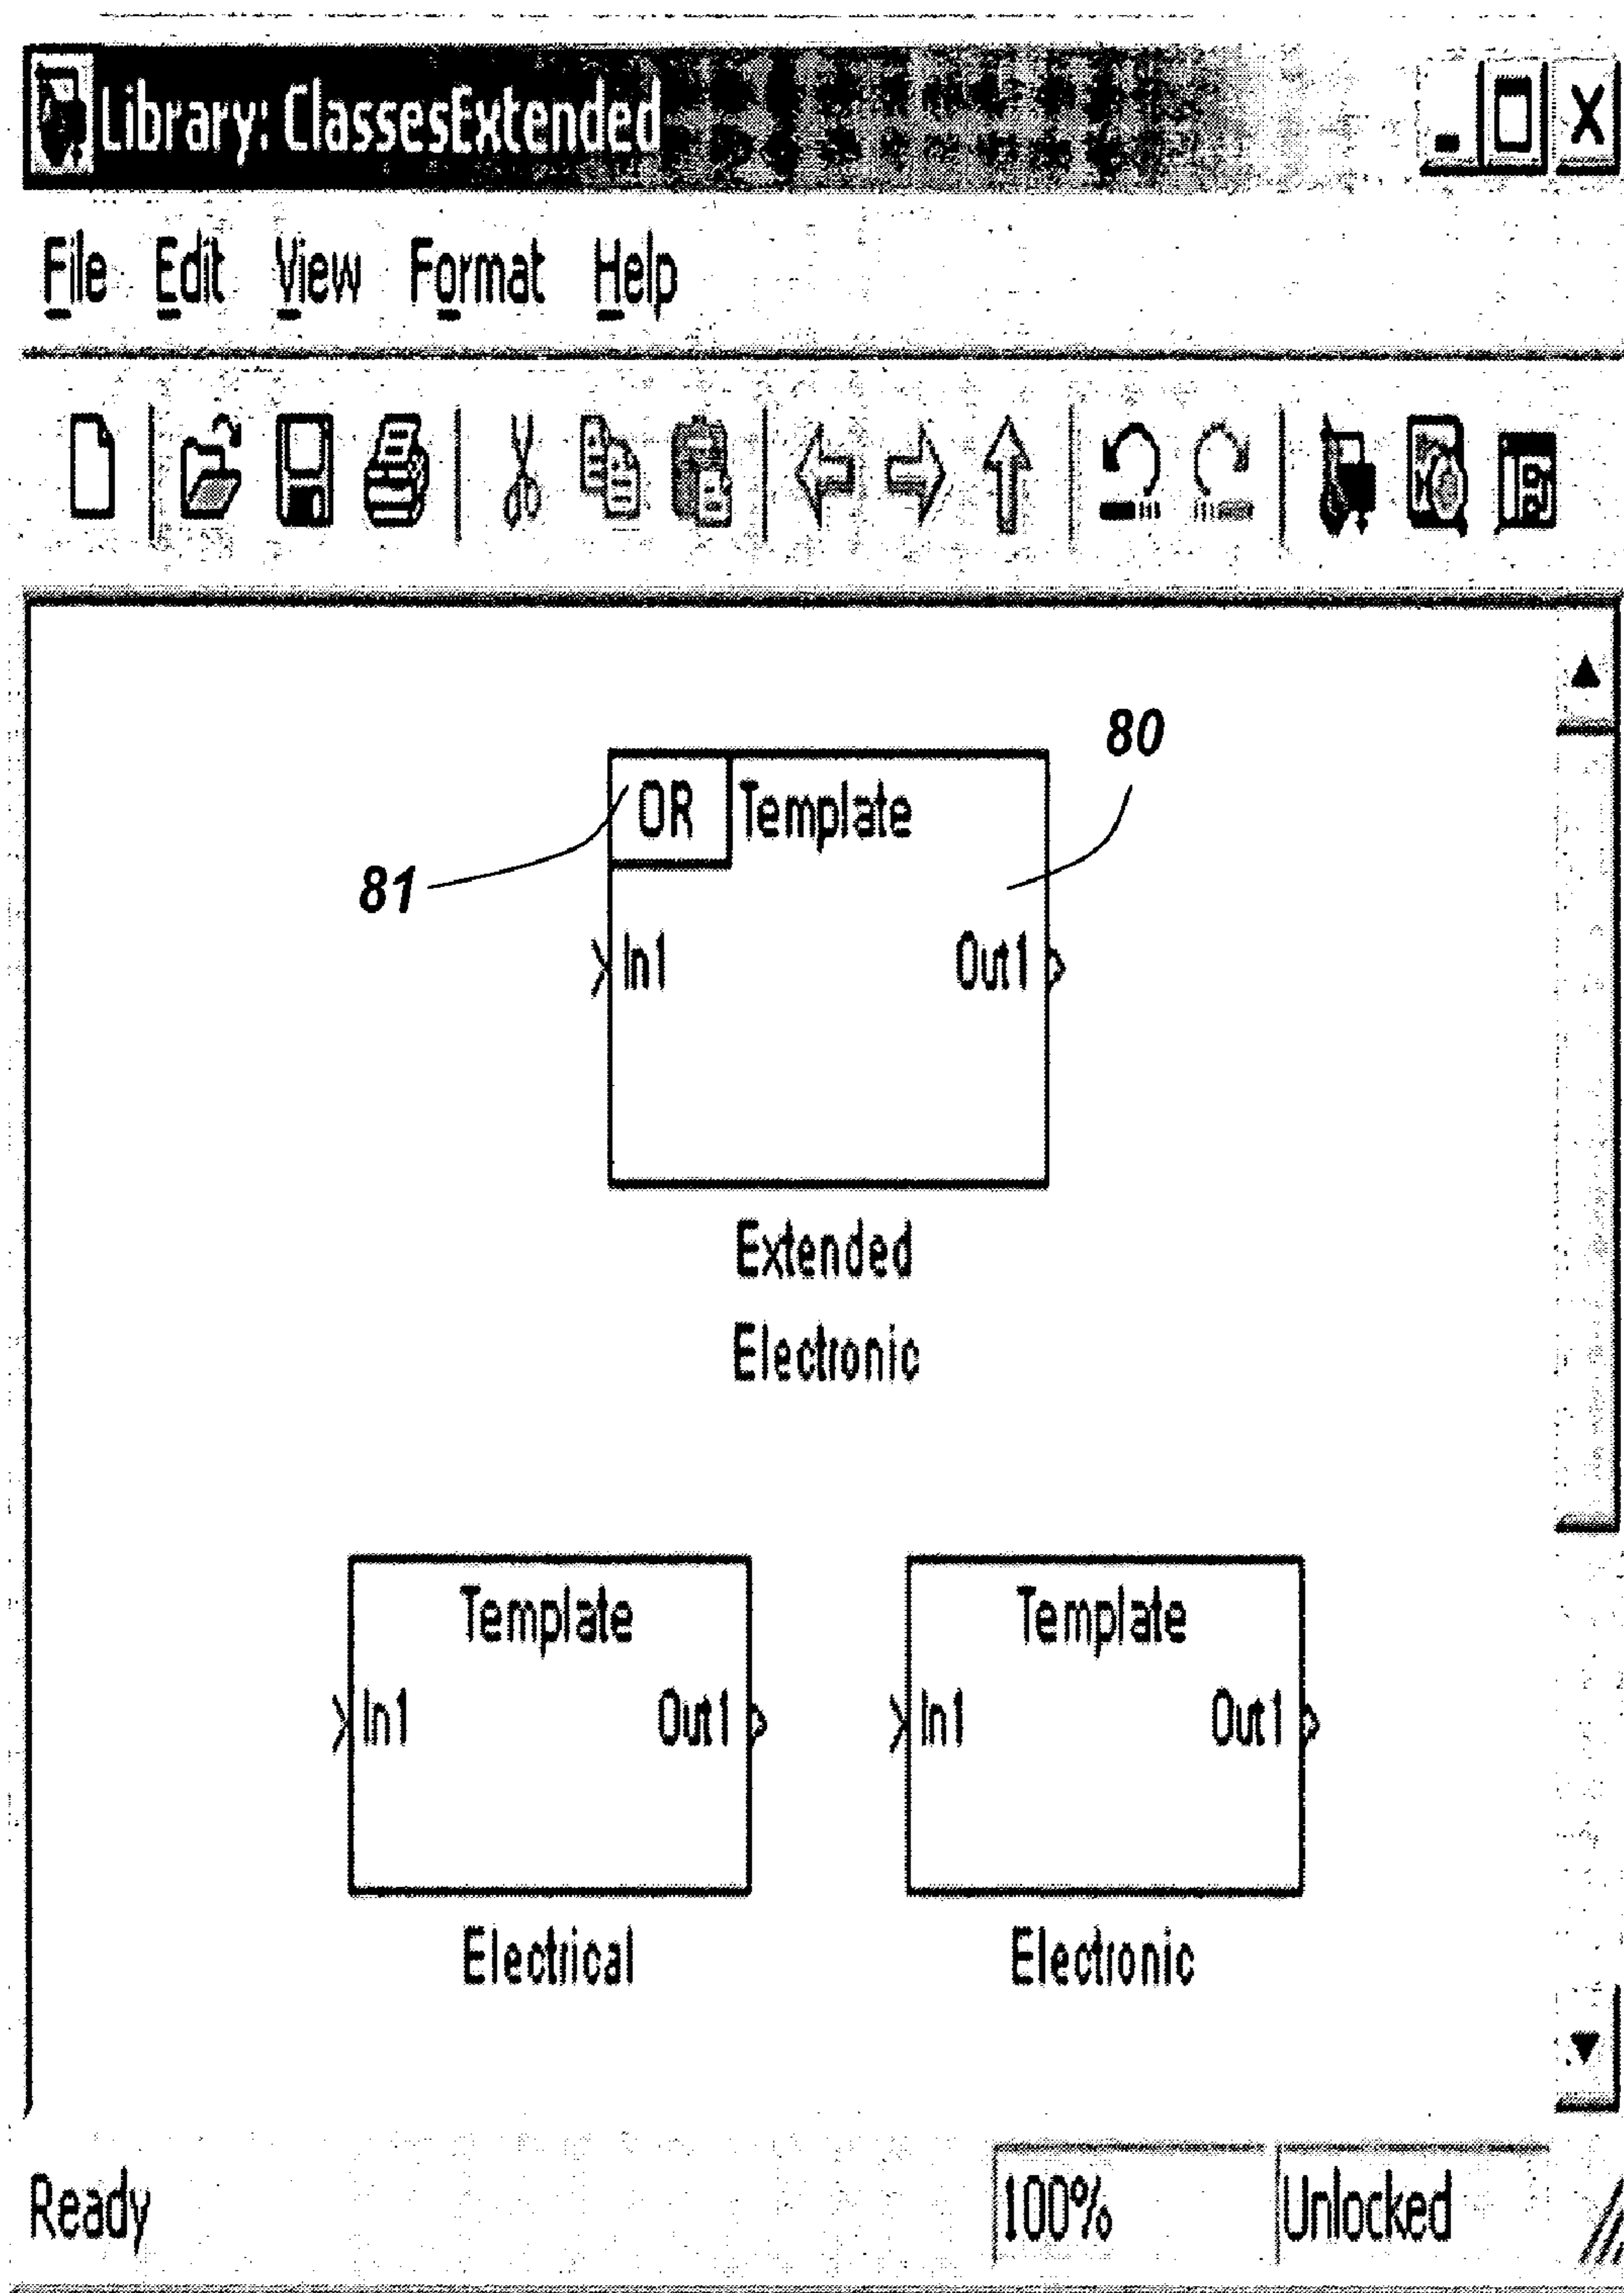 Library: ClassesExtended
File Edit View Format Help
80
OR Template
81
In1 Out1
Extended
Electronic
Template Template
In1 Out1 In1 Out1
Electrical Electronic
Ready 100% Unlocked